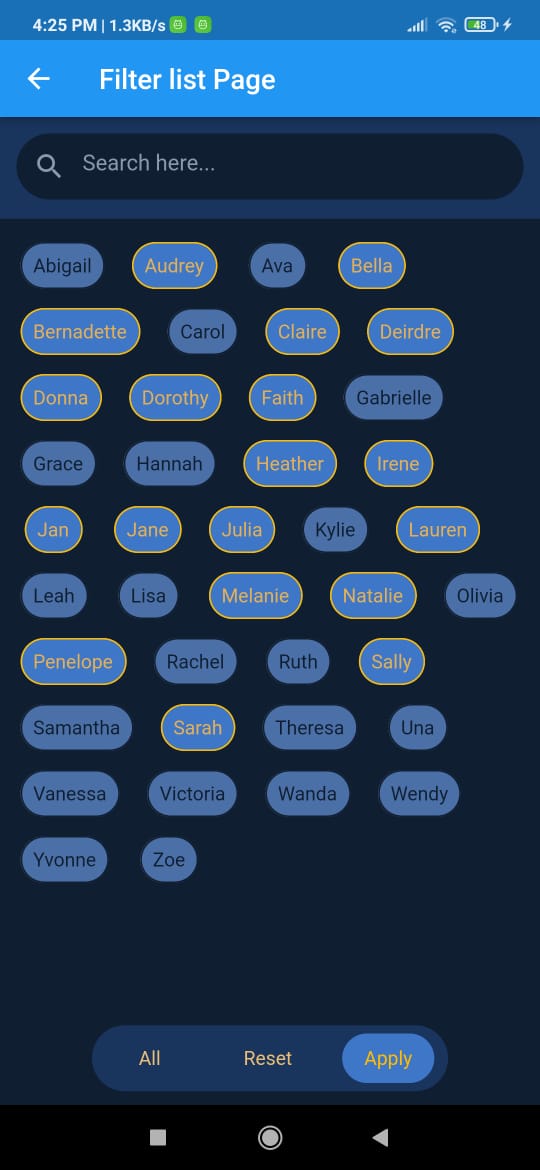 4:25 PM | 1.3KB/s 48
Filter list Page
Search here...
Abigail Audrey Ava Bella
Bernadette Carol Claire Deirdre
Donna Dorothy Faith Gabrielle
Grace Hannah Heather Irene
Jan Jane Julia Kylie Lauren
Leah Lisa Melanie Natalie Olivia
Penelope Rachel Ruth Sally
Samantha Sarah Theresa Una
Vanessa Victoria Wanda Wendy
Yvonne Zoe
All Reset Apply